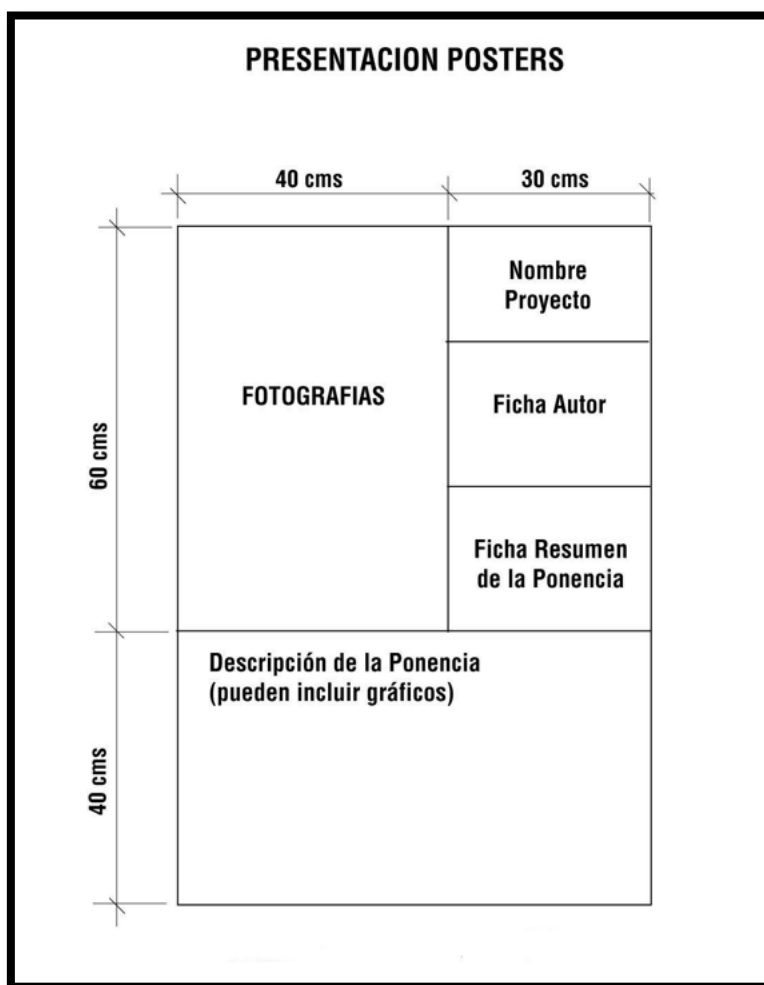 PRESENTACION POSTERS
40 cms
30 cms
Nombre
Proyecto
FOTOGRAFIAS
Ficha Autor
60 cms
Ficha Resumen
de la Ponencia
Descripción de la Ponencia
(pueden incluir gráficos)
40 cms